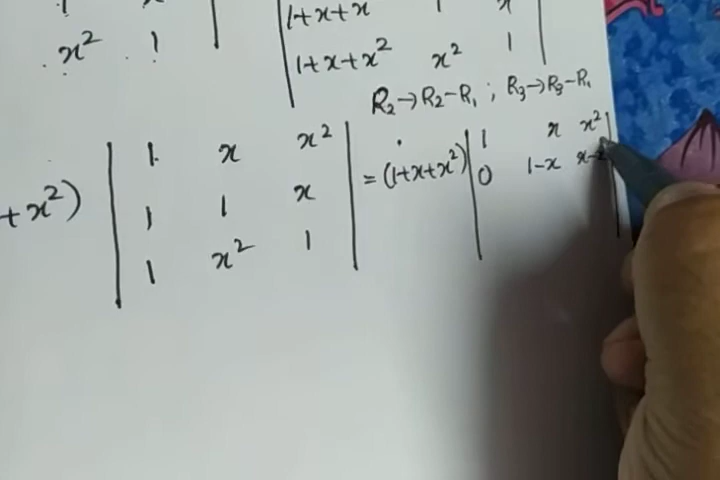 1+x+x 1 x
x² 1 | 1+x+x² x² 1 |
R₂→R₂-R₁ ; R₃→R₃-R₁
| 1 x x² | = (1+x+x²) | 1 x x² |
+x²) | 1 1 x | | 0 1-x x- |
| 1 x² 1 |